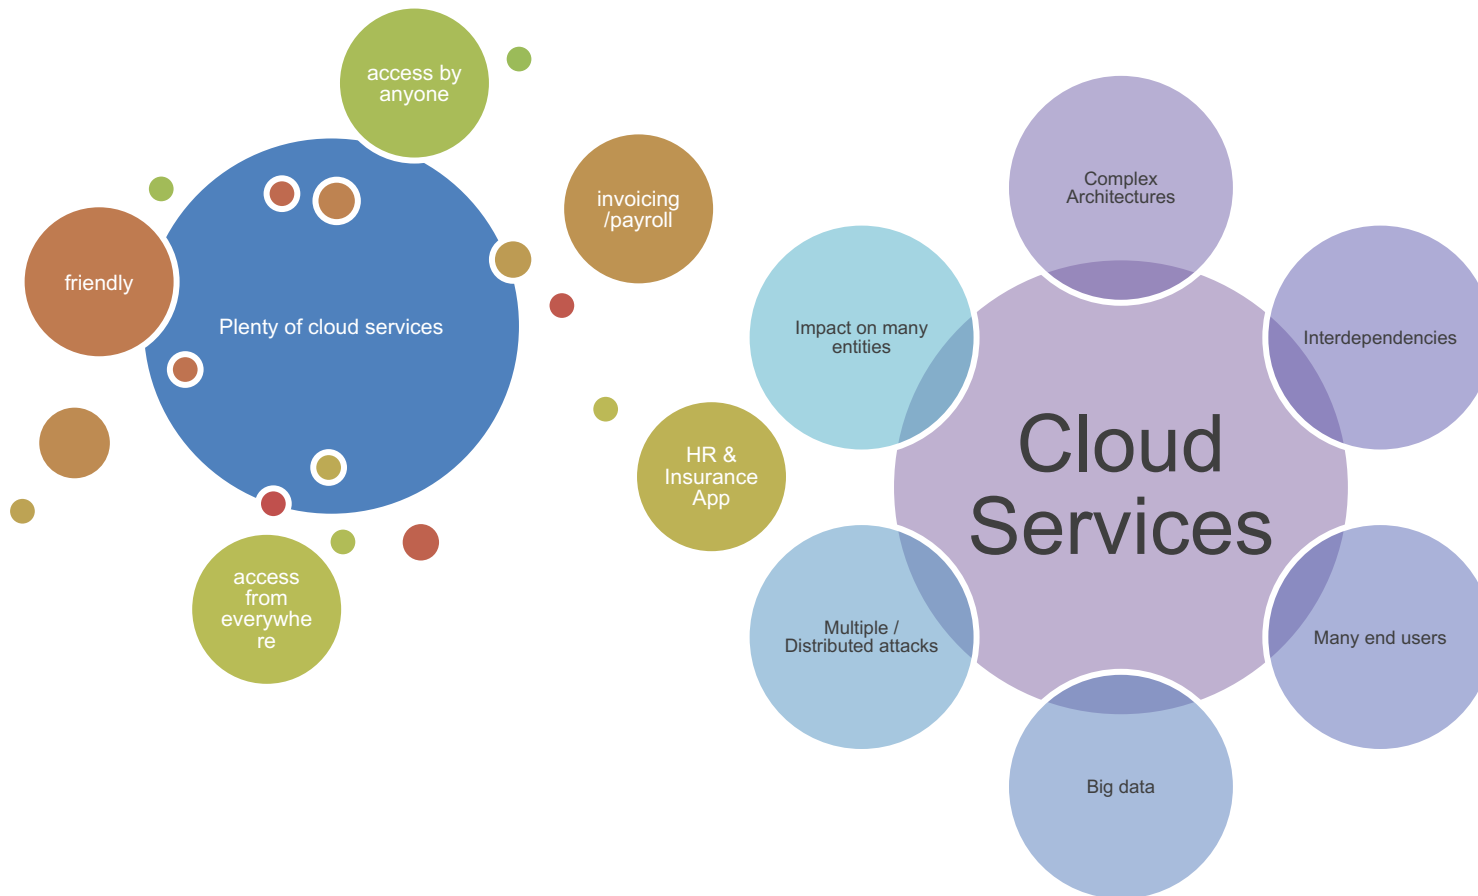 access by
anyone
invoicing
/payroll
friendly
Plenty of cloud services
HR &
Insurance
App
access
from
everywhe
re
Complex
Architectures
Impact on many
entities
Interdependencies
Cloud
Services
Multiple /
Distributed attacks
Many end users
Big data